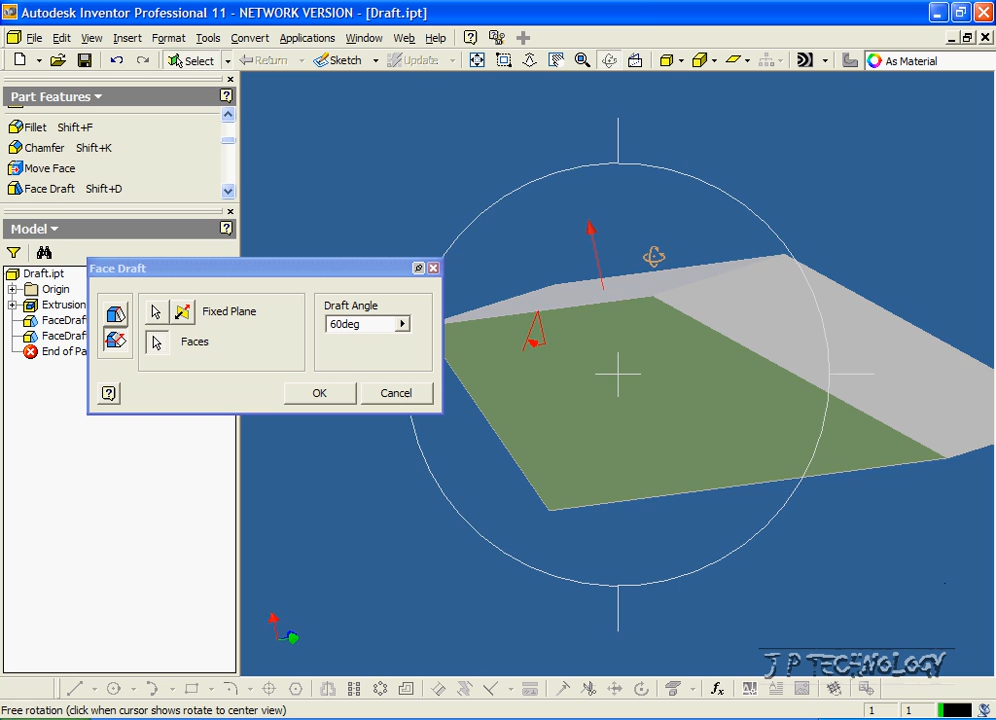 Autodesk Inventor Professional 11 - NETWORK VERSION - [Draft.ipt]
File Edit View Insert Format Tools Convert Applications Window Web Help
Select Return Sketch Update As Material
Part Features
Fillet Shift+F
Chamfer Shift+K
Move Face
Face Draft Shift+D
Model
Draft.ipt
Origin
Extrusion
FaceDraf
FaceDraf
End of Pa
Face Draft
Fixed Plane
Faces
Draft Angle
60deg
OK Cancel
J P TECHNOLOGY
Free rotation (click when cursor shows rotate to center view)
1 1